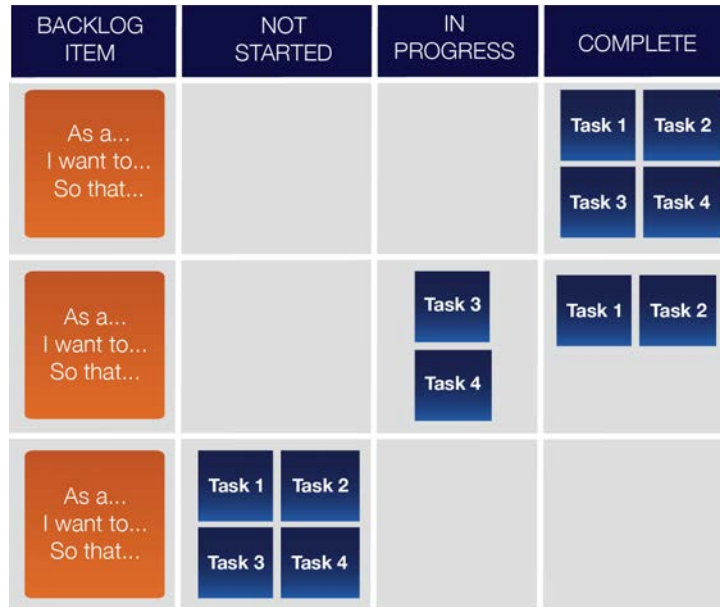 BACKLOG
ITEM
NOT
STARTED
IN
PROGRESS
COMPLETE
As a...
I want to...
So that...
Task 1
Task 2
Task 3
Task 4
As a...
I want to...
So that...
Task 3
Task 4
Task 1
Task 2
As a...
I want to...
So that...
Task 1
Task 2
Task 3
Task 4